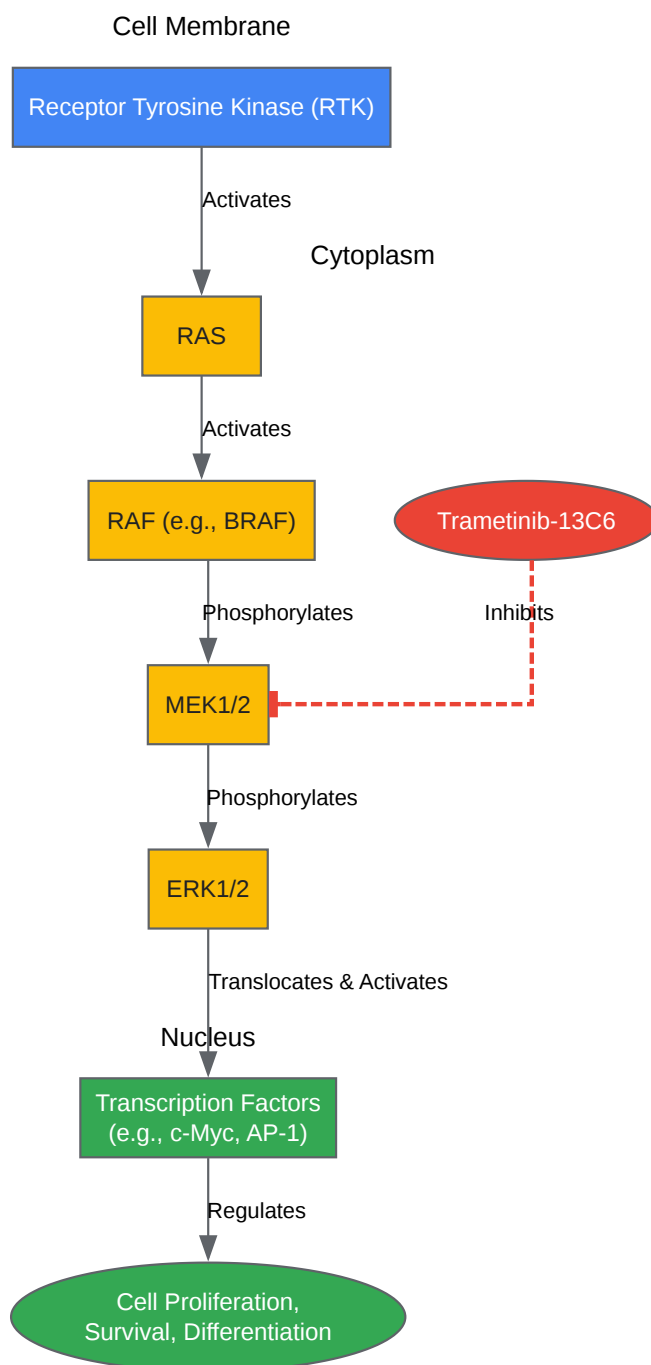 Cell Membrane
Receptor Tyrosine Kinase (RTK)
Activates
Cytoplasm
RAS
Activates
RAF (e.g., BRAF)
Trametinib-13C6
Phosphorylates
Inhibits
MEK1/2
Phosphorylates
ERK1/2
Translocates & Activates
Nucleus
Transcription Factors
(e.g., c-Myc, AP-1)
Regulates
Cell Proliferation,
Survival, Differentiation